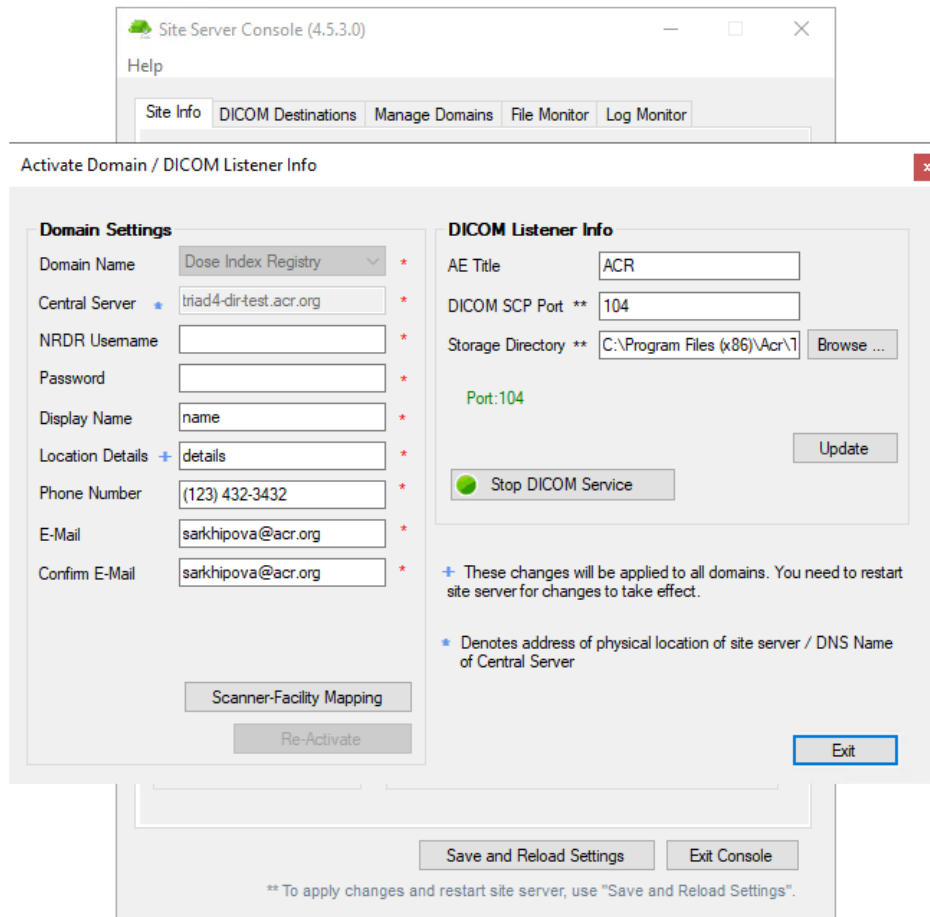 Site Server Console (4.5.3.0)
Help
Site Info DICOM Destinations Manage Domains File Monitor Log Monitor
Activate Domain / DICOM Listener Info
Domain Settings
Domain Name Dose Index Registry *
Central Server * triad4-dir-test.acr.org *
NRDR Username *
Password *
Display Name name *
Location Details + details *
Phone Number (123) 432-3432 *
E-Mail sarkhipova@acr.org *
Confirm E-Mail sarkhipova@acr.org *
Scanner-Facility Mapping
Re-Activate
DICOM Listener Info
AE Title ACR
DICOM SCP Port ** 104
Storage Directory ** C:\Program Files (x86)\Acr\T Browse ...
Port:104
Update
Stop DICOM Service
+ These changes will be applied to all domains. You need to restart
site server for changes to take effect.
* Denotes address of physical location of site server / DNS Name
of Central Server
Exit
Save and Reload Settings Exit Console
** To apply changes and restart site server, use "Save and Reload Settings".